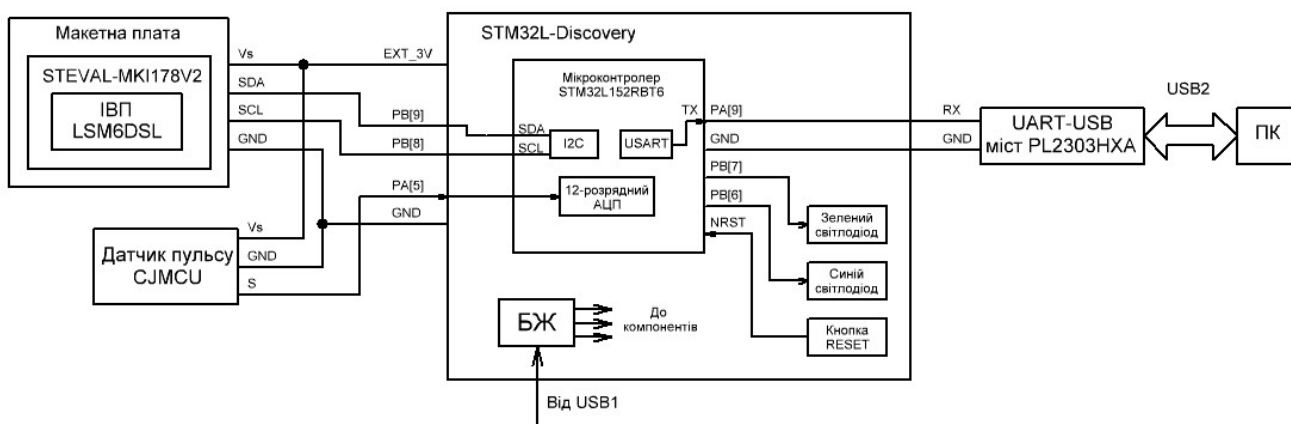 Макетна плата
STEVAL-MKI178V2
ІВП
LSM6DSL
Vs
SDA
SCL
GND
EXT_3V
PB[9]
PB[8]
PA[5]
GND
Датчик пульсу
CJMCU
Vs
GND
S
STM32L-Discovery
Мікроконтролер
STM32L152RBT6
SDA
SCL
I2C
USART
TX
12-розрядний
АЦП
PA[9]
GND
PB[7]
PB[6]
NRST
Зелений
світлодіод
Синій
світлодіод
Кнопка
RESET
БЖ
До
компонентів
Від USB1
RX
GND
UART-USB
міст PL2303HXA
USB2
ПК